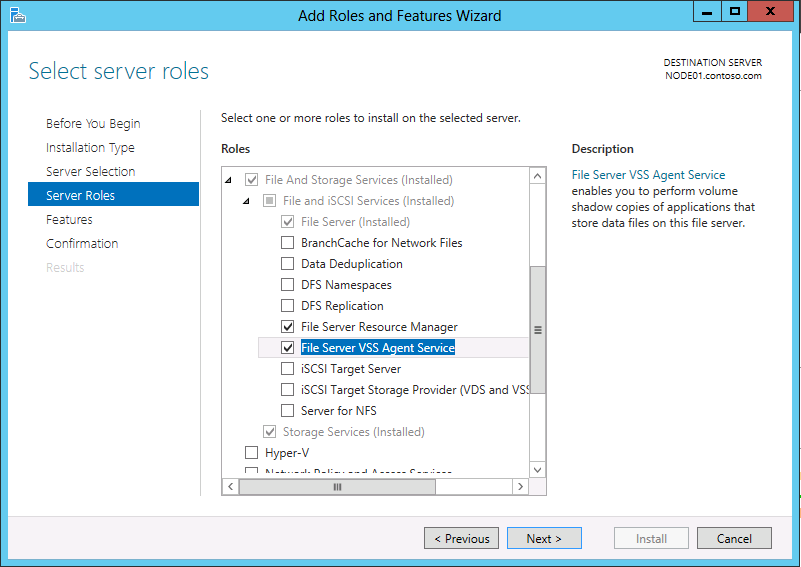 Add Roles and Features Wizard
Select server roles
DESTINATION SERVER
NODE01.contoso.com
Before You Begin
Installation Type
Server Selection
Server Roles
Features
Confirmation
Results
Select one or more roles to install on the selected server.
Roles
File And Storage Services (Installed)
File and iSCSI Services (Installed)
File Server (Installed)
BranchCache for Network Files
Data Deduplication
DFS Namespaces
DFS Replication
File Server Resource Manager
File Server VSS Agent Service
iSCSI Target Server
iSCSI Target Storage Provider (VDS and VSS
Server for NFS
Storage Services (Installed)
Hyper-V
Network Policy and Access Services
Description
File Server VSS Agent Service
enables you to perform volume
shadow copies of applications that
store data files on this file server.
< Previous
Next >
Install
Cancel